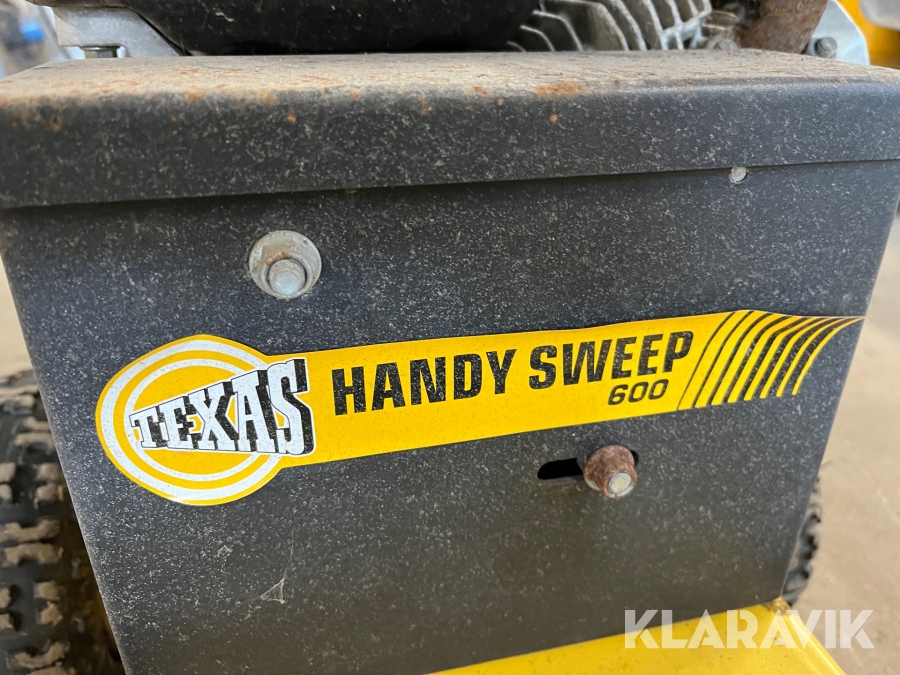 TEXAS HANDY SWEEP
600
KLARAVIK